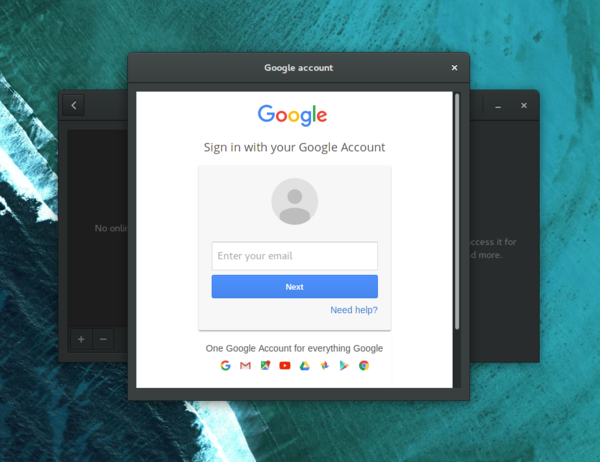 Google account
Google
Sign in with your Google Account
Enter your email
Next
Need help?
One Google Account for everything Google
No onli
access it for
d more.